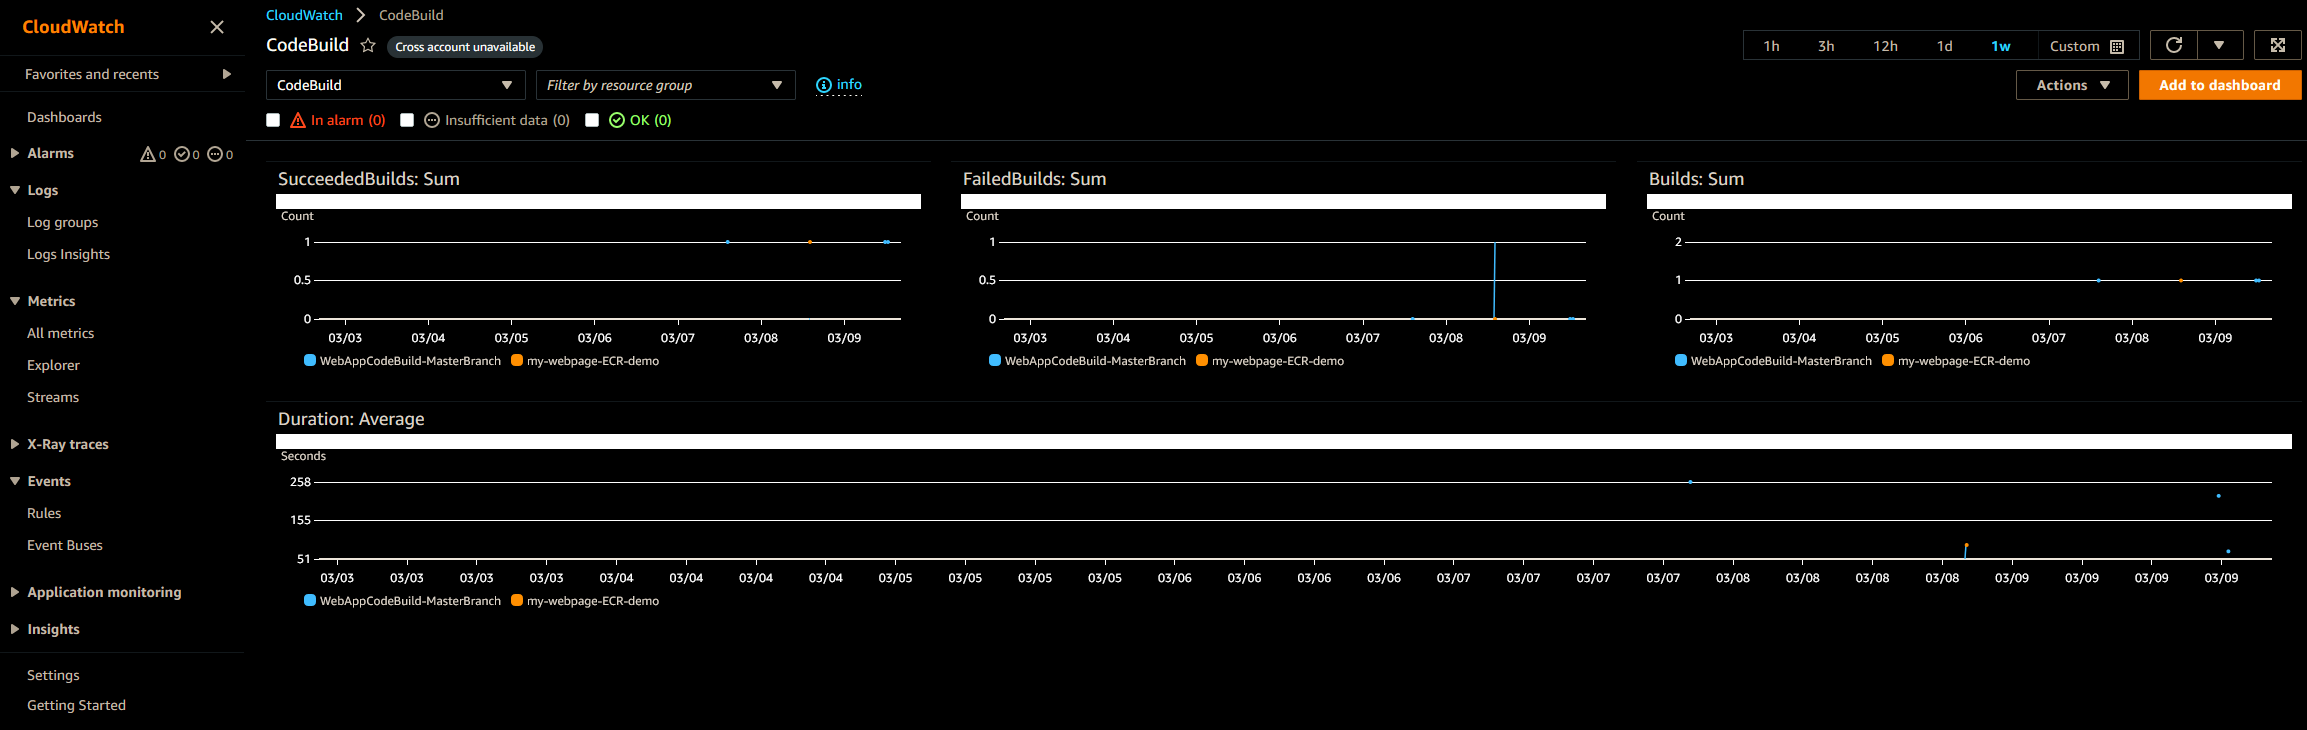 CloudWatch
Favorites and recents
Dashboards
Alarms 0 0 0
Logs
Log groups
Logs Insights
Metrics
All metrics
Explorer
Streams
X-Ray traces
Events
Rules
Event Buses
Application monitoring
Insights
Settings
Getting Started
CloudWatch CodeBuild
CodeBuild Cross account unavailable
1h 3h 12h 1d 1w Custom
CodeBuild Filter by resource group info
Actions Add to dashboard
In alarm (0) Insufficient data (0) OK (0)
SucceededBuilds: Sum
Count
1
0.5
0
03/03 03/04 03/05 03/06 03/07 03/08 03/09
WebAppCodeBuild-MasterBranch my-webpage-ECR-demo
FailedBuilds: Sum
Count
1
0.5
0
03/03 03/04 03/05 03/06 03/07 03/08 03/09
WebAppCodeBuild-MasterBranch my-webpage-ECR-demo
Builds: Sum
Count
2
1
0
03/03 03/04 03/05 03/06 03/07 03/08 03/09
WebAppCodeBuild-MasterBranch my-webpage-ECR-demo
Duration: Average
Seconds
258
155
51
03/03 03/03 03/03 03/03 03/04 03/04 03/04 03/04 03/05 03/05 03/05 03/05 03/06 03/06 03/06 03/06 03/07 03/07 03/07 03/07 03/08 03/08 03/08 03/08 03/09 03/09 03/09 03/09
WebAppCodeBuild-MasterBranch my-webpage-ECR-demo